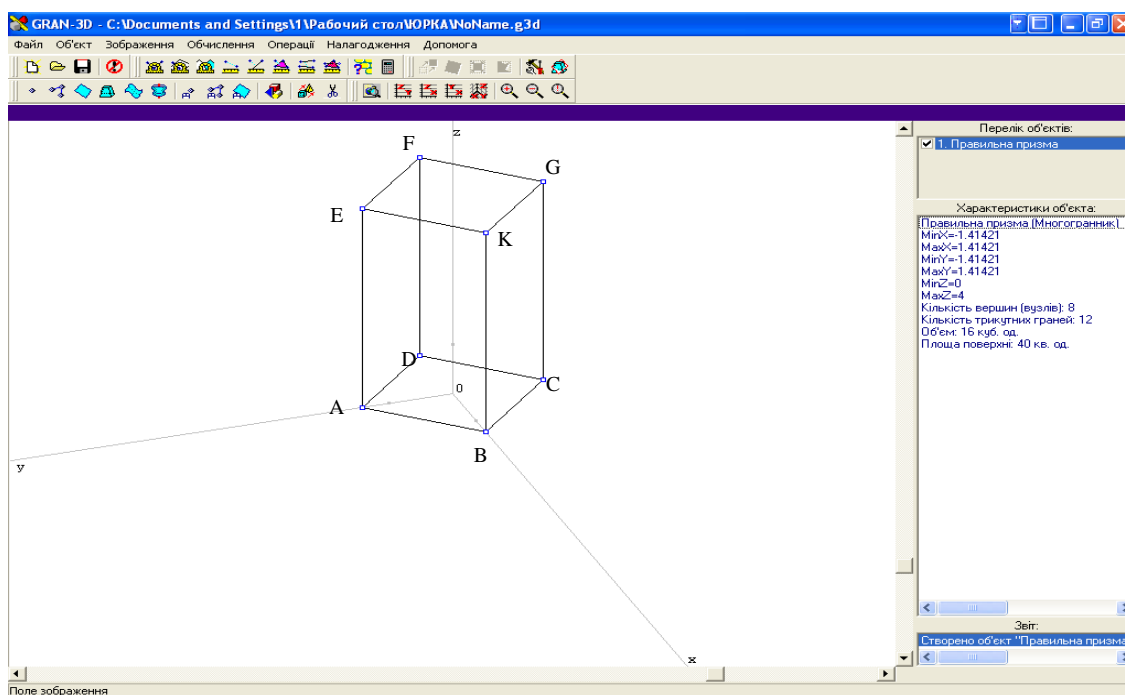 GRAN-3D - C:\Documents and Settings\1\Рабочий стол\ЮРКА\NoName.g3d
Файл Об'єкт Зображення Обчислення Операції Налагодження Допомога
Перелік об'єктів:
1. Правильна призма
Характеристики об'єкта:
Правильна призма (Многогранник)
MinX=-1.41421
MaxX=1.41421
MinY=-1.41421
MaxY=1.41421
MinZ=0
MaxZ=4
Кількість вершин (вузлів): 8
Кількість трикутних граней: 12
Об'єм: 16 куб. од.
Площа поверхні: 40 кв. од.
z
F
G
E
K
D
0
C
A
B
y
x
Звіт:
Створено об'єкт "Правильна призма
Поле зображення